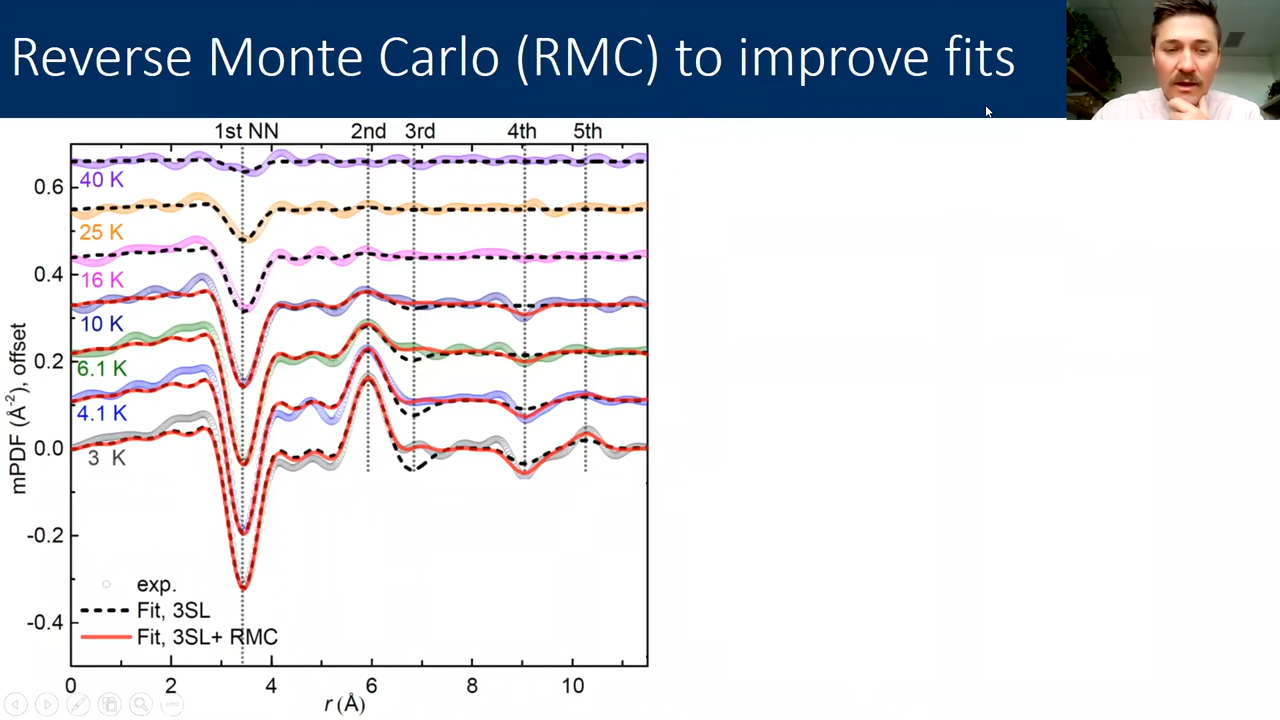 Reverse Monte Carlo (RMC) to improve fits
1st NN 2nd 3rd 4th 5th
40 K
0.6
25 K
16 K
0.4
10 K
0.2
6.1 K
4.1 K
0.0
3 K
-0.2
-0.4
mPDF (Å⁻²), offset
exp.
Fit, 3SL
Fit, 3SL+ RMC
0 2 4 6 8 10
r (Å)